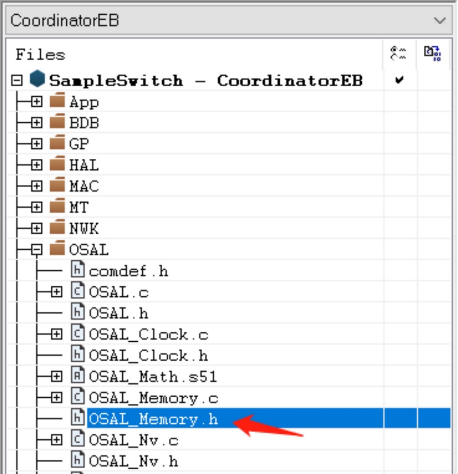 CoordinatorEB
Files
SampleSwitch - CoordinatorEB
App
BDB
GP
HAL
MAC
MT
NWK
OSAL
comdef.h
OSAL.c
OSAL.h
OSAL_Clock.c
OSAL_Clock.h
OSAL_Math.s51
OSAL_Memory.c
OSAL_Memory.h
OSAL_Nv.c
OSAL_Nv.h